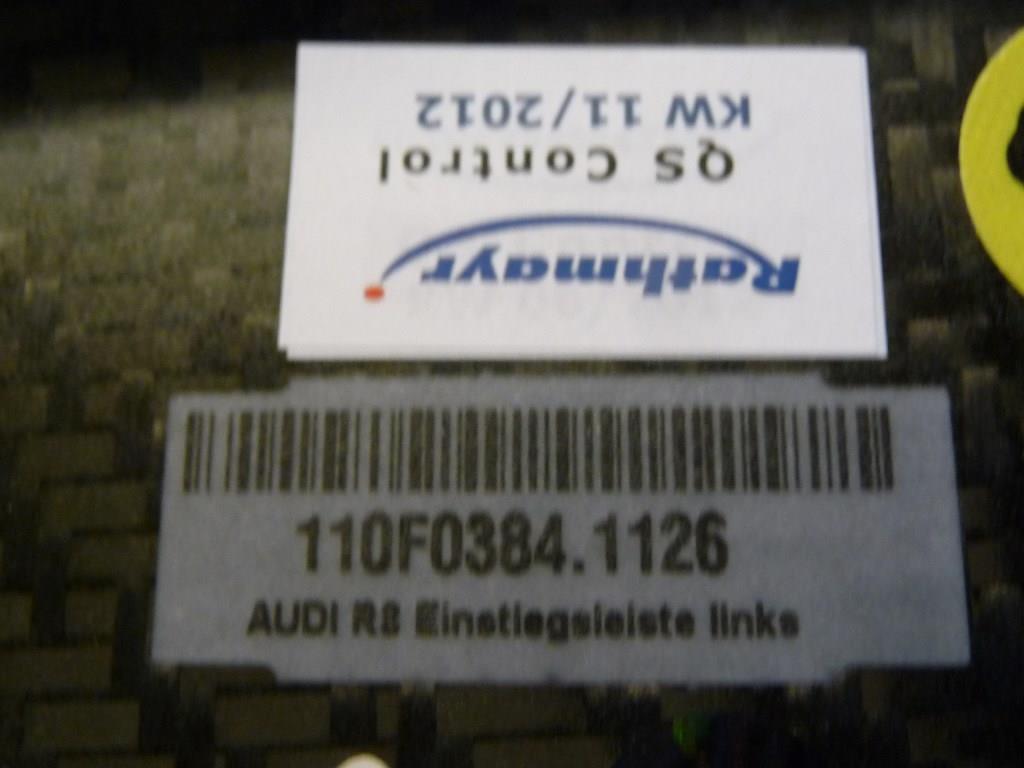 Rathmayr
QS Control
KW 11/2012
110F0384.1126
AUDI R8 Einstiegsleiste links